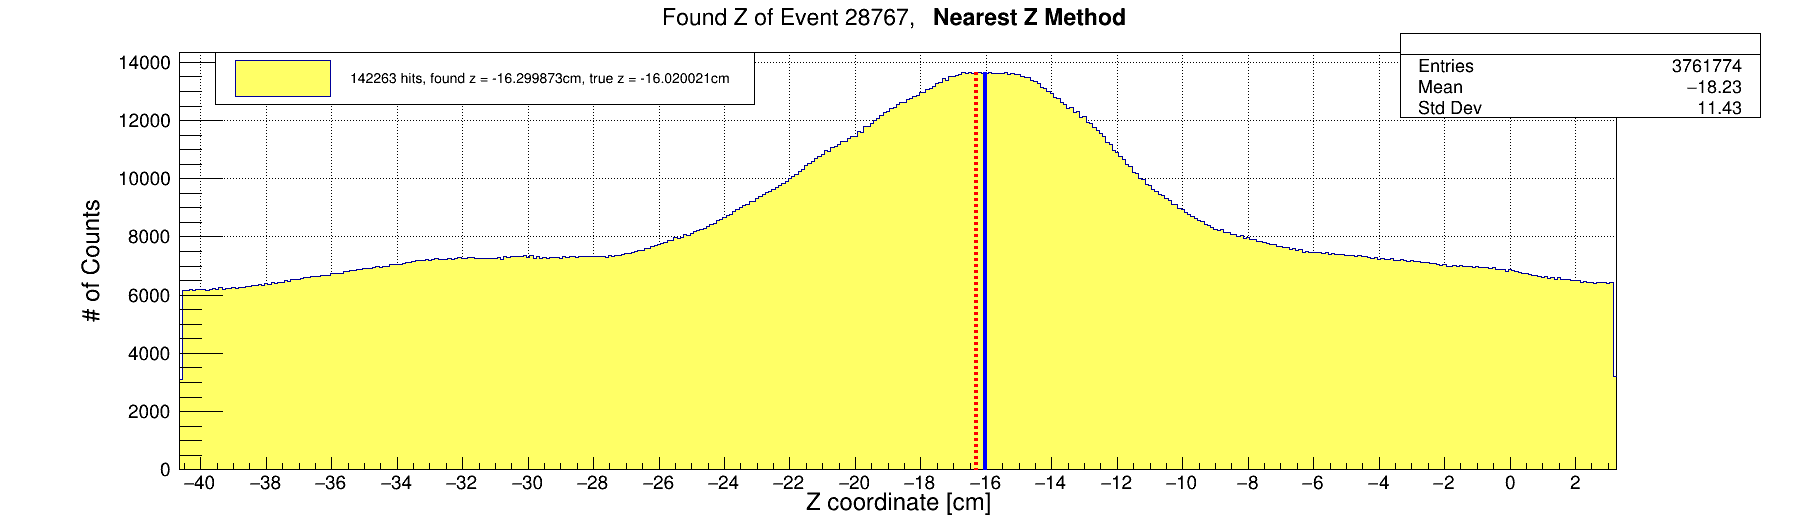 Found Z of Event 28767, Nearest Z Method
142263 hits, found z = -16.299873cm, true z = -16.020021cm
Entries 3761774
Mean −18.23
Std Dev 11.43
14000
12000
10000
8000
6000
4000
2000
0
# of Counts
−40 −38 −36 −34 −32 −30 −28 −26 −24 −22 −20 −18 −16 −14 −12 −10 −8 −6 −4 −2 0 2
Z coordinate [cm]